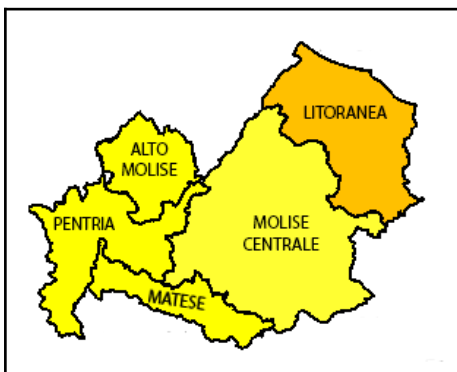 LITORANEA
ALTO
MOLISE
PENTRIA
MOLISE
CENTRALE
MATESE